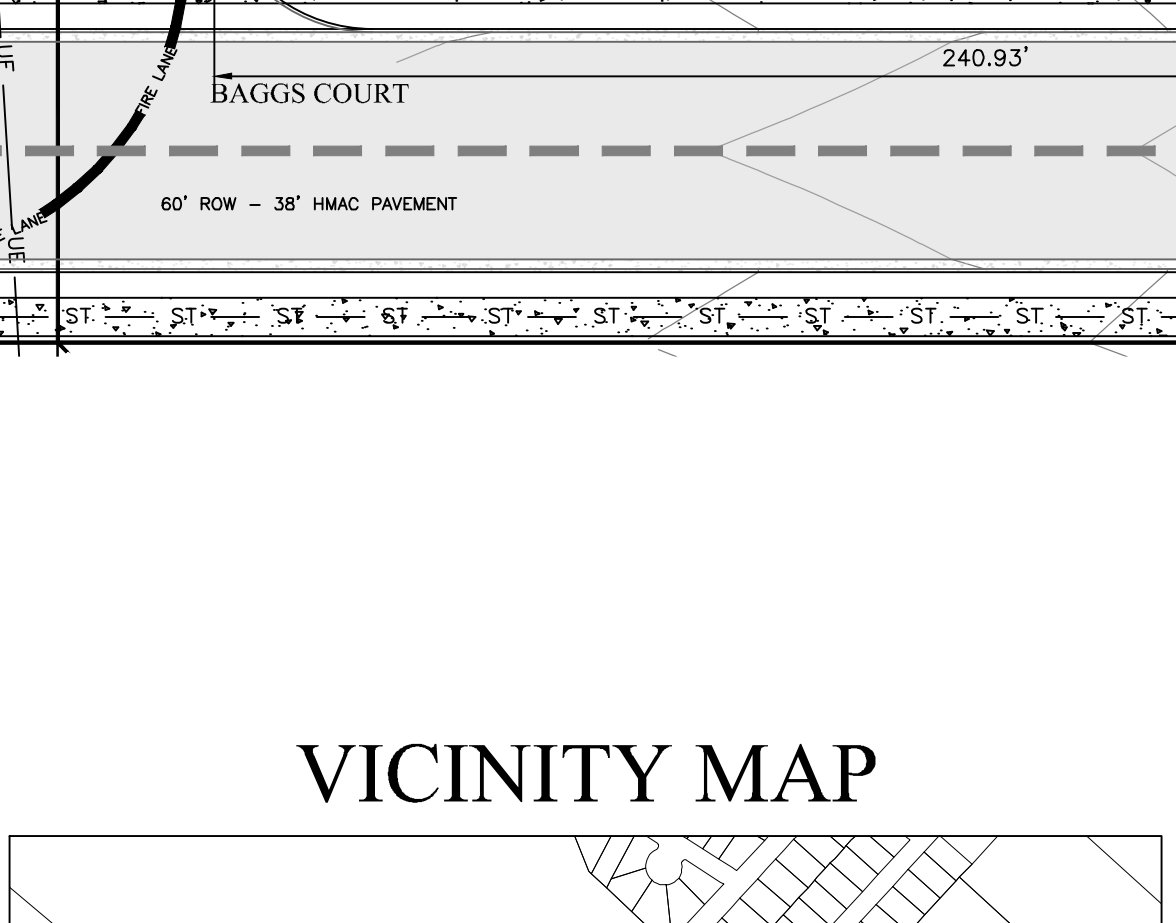 UE
FIRE LANE
240.93'
BAGGS COURT
60' ROW – 38' HMAC PAVEMENT
LANE
UE
ST ST ST ST ST ST ST ST ST ST ST
VICINITY MAP